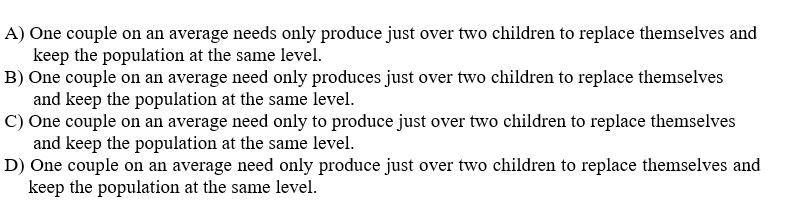 A) One couple on an average needs only produce just over two children to replace themselves and
keep the population at the same level.
B) One couple on an average need only produces just over two children to replace themselves
and keep the population at the same level.
C) One couple on an average need only to produce just over two children to replace themselves
and keep the population at the same level.
D) One couple on an average need only produce just over two children to replace themselves and
keep the population at the same level.